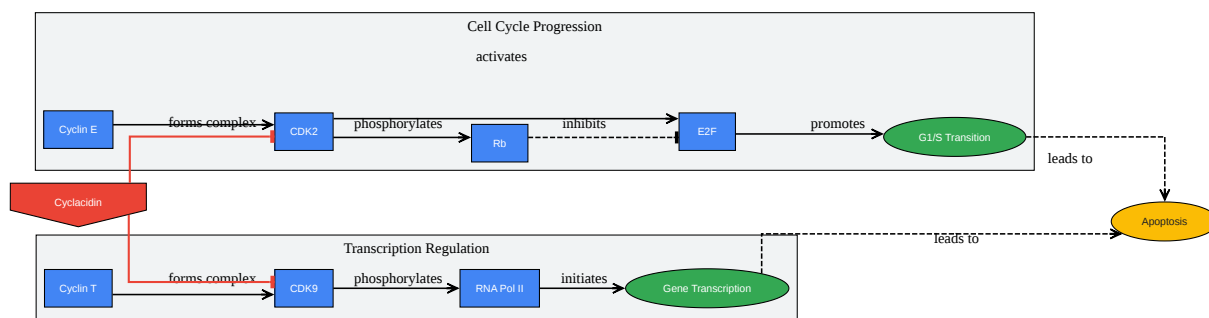 Cell Cycle Progression
activates
Cyclin E
forms complex
CDK2
phosphorylates
Rb
inhibits
E2F
promotes
G1/S Transition
leads to
Cyclacidin
Apoptosis
leads to
Transcription Regulation
Cyclin T
forms complex
CDK9
phosphorylates
RNA Pol II
initiates
Gene Transcription